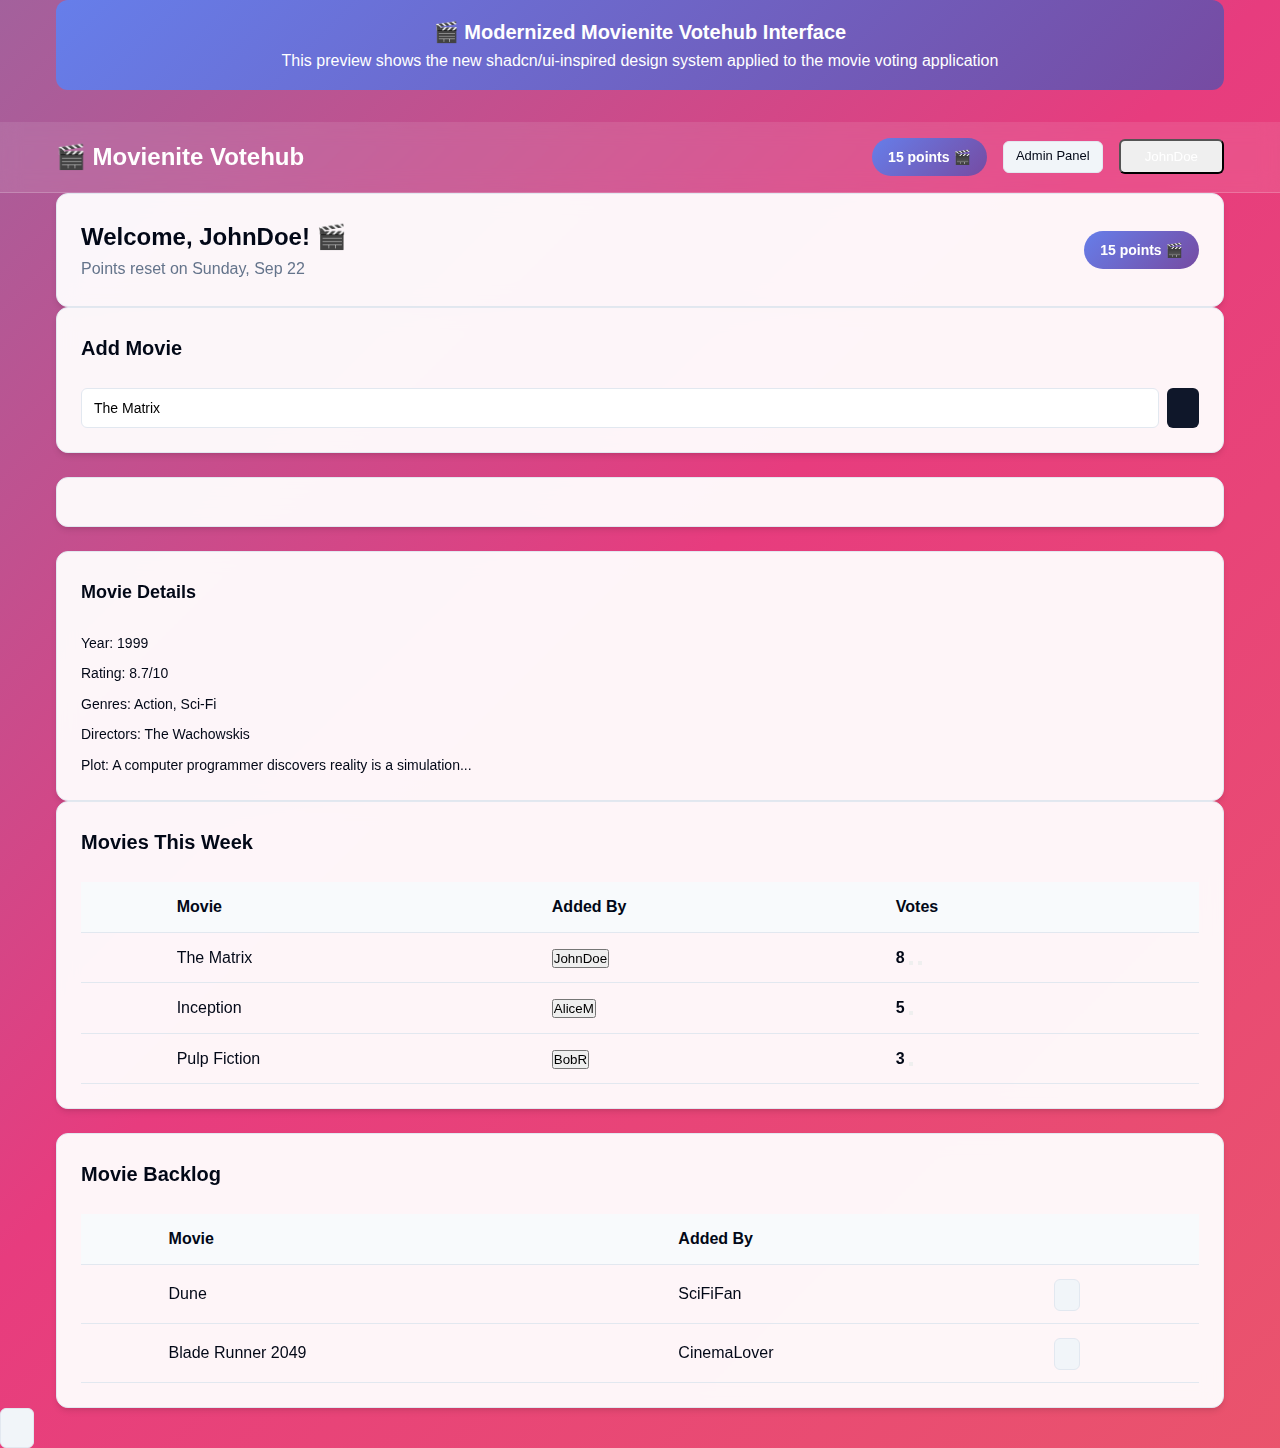 🎬 Modernized Movienite Votehub Interface
This preview shows the new shadcn/ui-inspired design system applied to the movie voting application
🎬 Movienite Votehub
15 points 🎬
Admin Panel
JohnDoe
Welcome, JohnDoe! 🎬
Points reset on Sunday, Sep 22
15 points 🎬
Add Movie
The Matrix
Movie Details
Year: 1999
Rating: 8.7/10
Genres: Action, Sci-Fi
Directors: The Wachowskis
Plot: A computer programmer discovers reality is a simulation...
Movies This Week
Movie Added By Votes
The Matrix JohnDoe 8
Inception AliceM 5
Pulp Fiction BobR 3
Movie Backlog
Movie Added By
Dune SciFiFan
Blade Runner 2049 CinemaLover